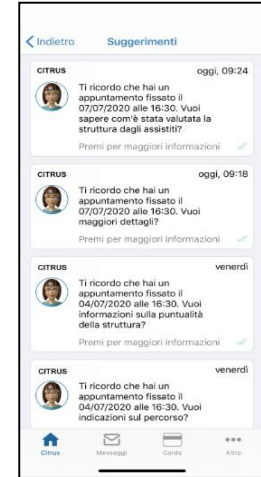 Indietro Suggerimenti
CITRUS oggi, 09:24
Ti ricordo che hai un
appuntamento fissato il
07/07/2020 alle 16:30. Vuoi
sapere com'è stata valutata la
struttura dagli assistiti?
Premi per maggiori informazioni
CITRUS oggi, 09:18
Ti ricordo che hai un
appuntamento fissato il
07/07/2020 alle 16:30. Vuoi
maggiori dettagli?
Premi per maggiori informazioni
CITRUS venerdì
Ti ricordo che hai un
appuntamento fissato il
04/07/2020 alle 16:30. Vuoi
informazioni sulla puntualità
della struttura?
Premi per maggiori informazioni
CITRUS venerdì
Ti ricordo che hai un
appuntamento fissato il
04/07/2020 alle 16:30. Vuoi
indicazioni sul percorso?
Citrus Messaggi Cards Altro